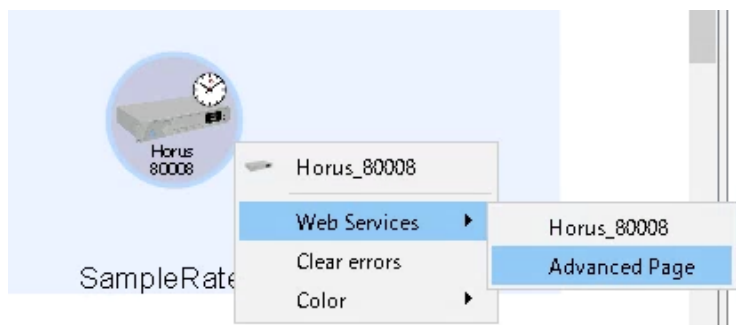 Horus
80008
Horus_80008
Web Services
Horus_80008
Clear errors
Advanced Page
SampleRate
Color